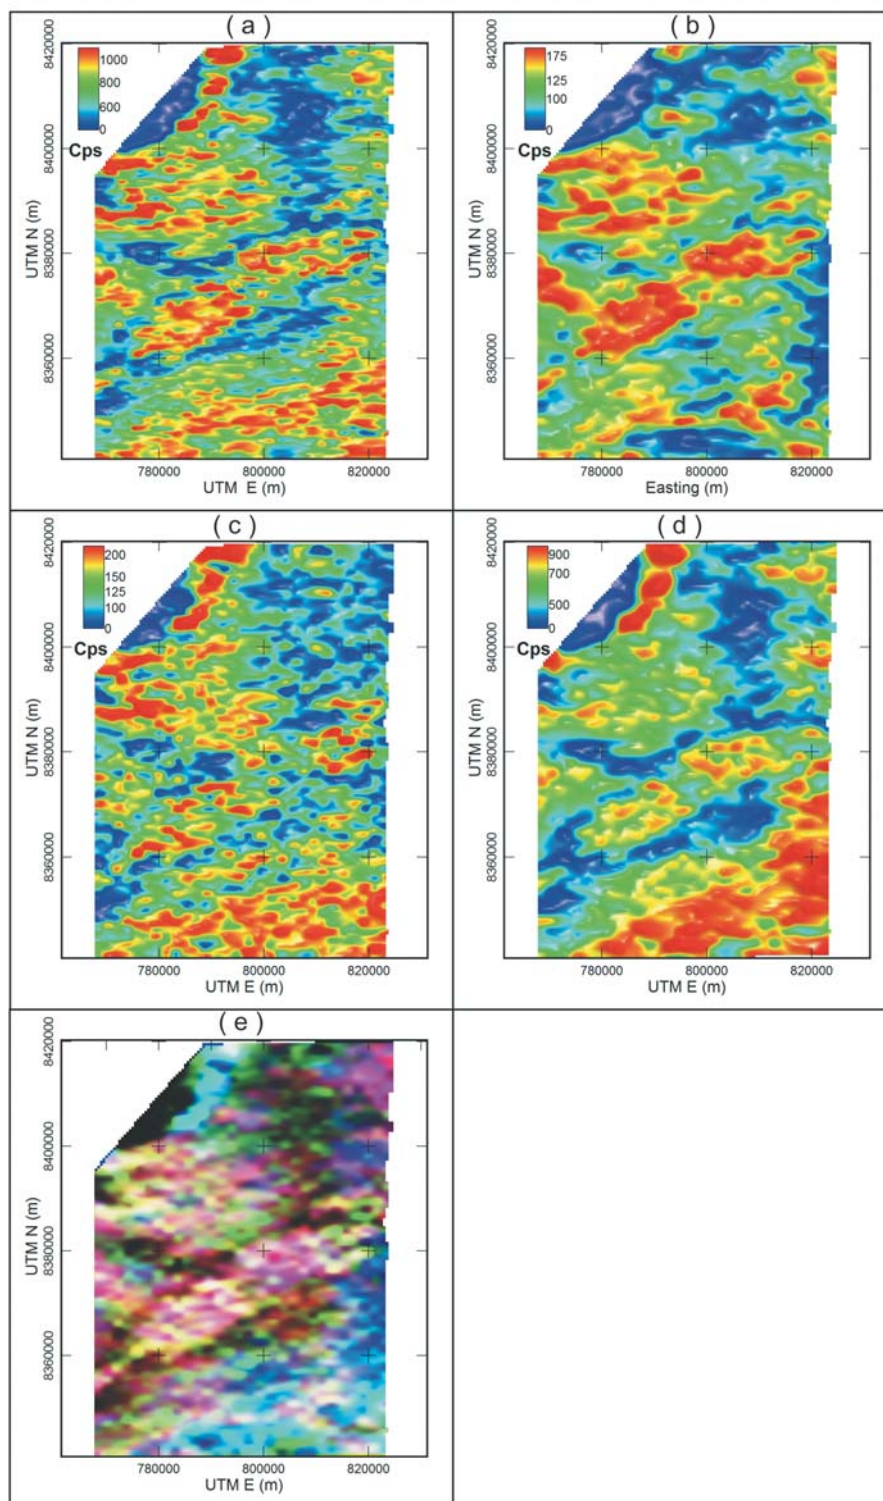 ( a )
1000
800
600
0
Cps
8420000
8400000
8380000
8360000
UTM N (m)
780000
800000
820000
UTM E (m)
( b )
175
125
100
0
Cps
8420000
8400000
8380000
8360000
UTM N (m)
780000
800000
820000
Easting (m)
( c )
200
150
125
100
0
Cps
8420000
8400000
8380000
8360000
UTM N (m)
780000
800000
820000
UTM E (m)
( d )
900
700
500
0
Cps
8420000
8400000
8380000
8360000
UTM N (m)
780000
800000
820000
UTM E (m)
( e )
8420000
8400000
8380000
8360000
UTM N (m)
780000
800000
820000
UTM E (m)